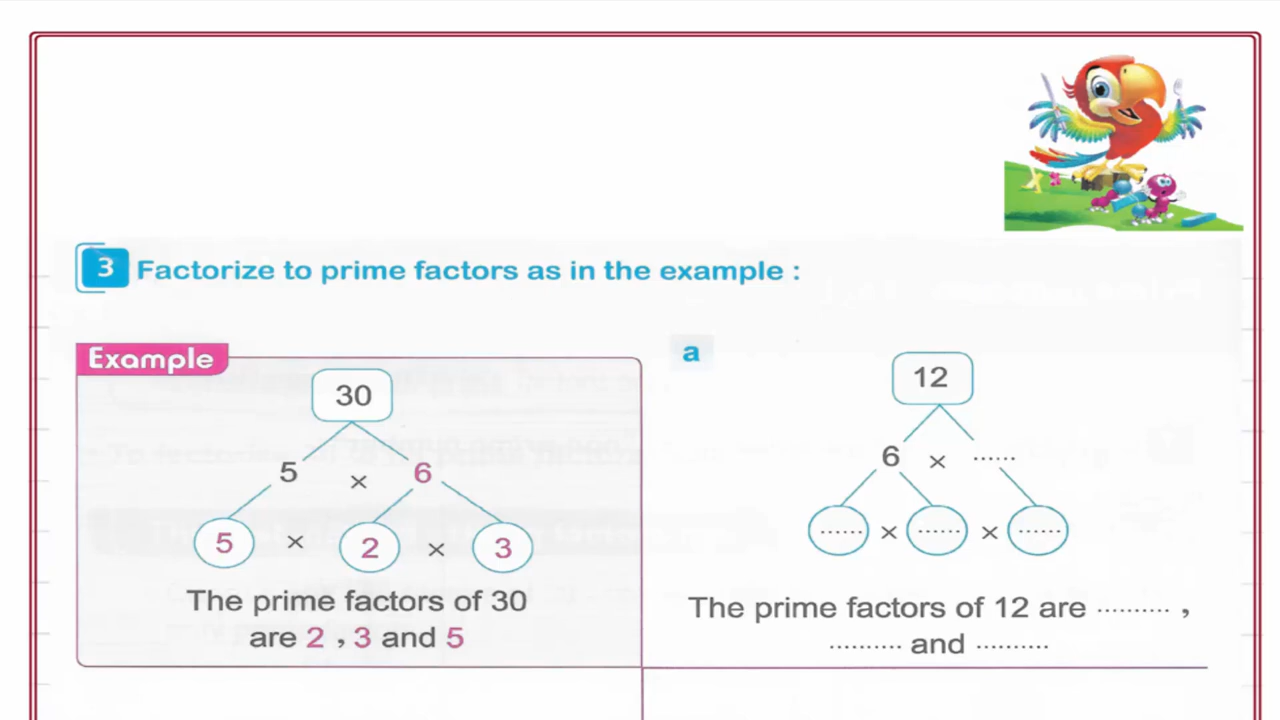 3 Factorize to prime factors as in the example :
Example
30
5 × 6
5 × 2 × 3
The prime factors of 30
are 2 , 3 and 5
a
12
6 × ......
...... × ...... × ......
The prime factors of 12 are .......... ,
.......... and ..........